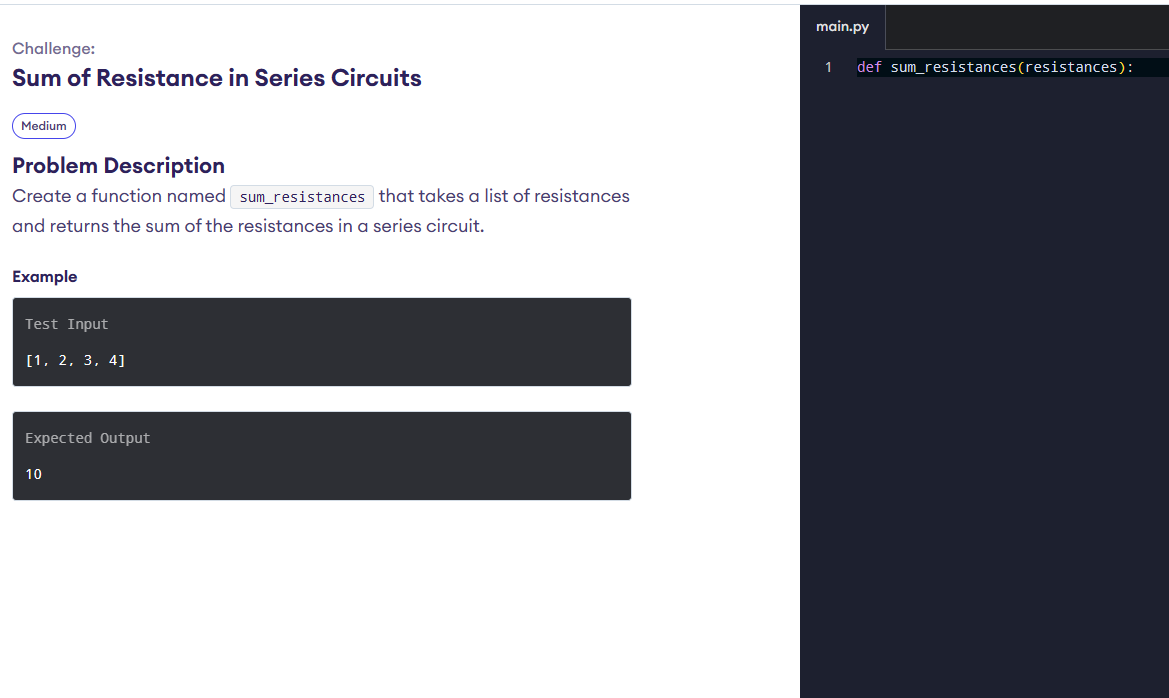 Challenge:
Sum of Resistance in Series Circuits
Medium
Problem Description
Create a function named sum_resistances that takes a list of resistances
and returns the sum of the resistances in a series circuit.
Example
Test Input
[1, 2, 3, 4]
Expected Output
10
main.py
1 def sum_resistances(resistances):